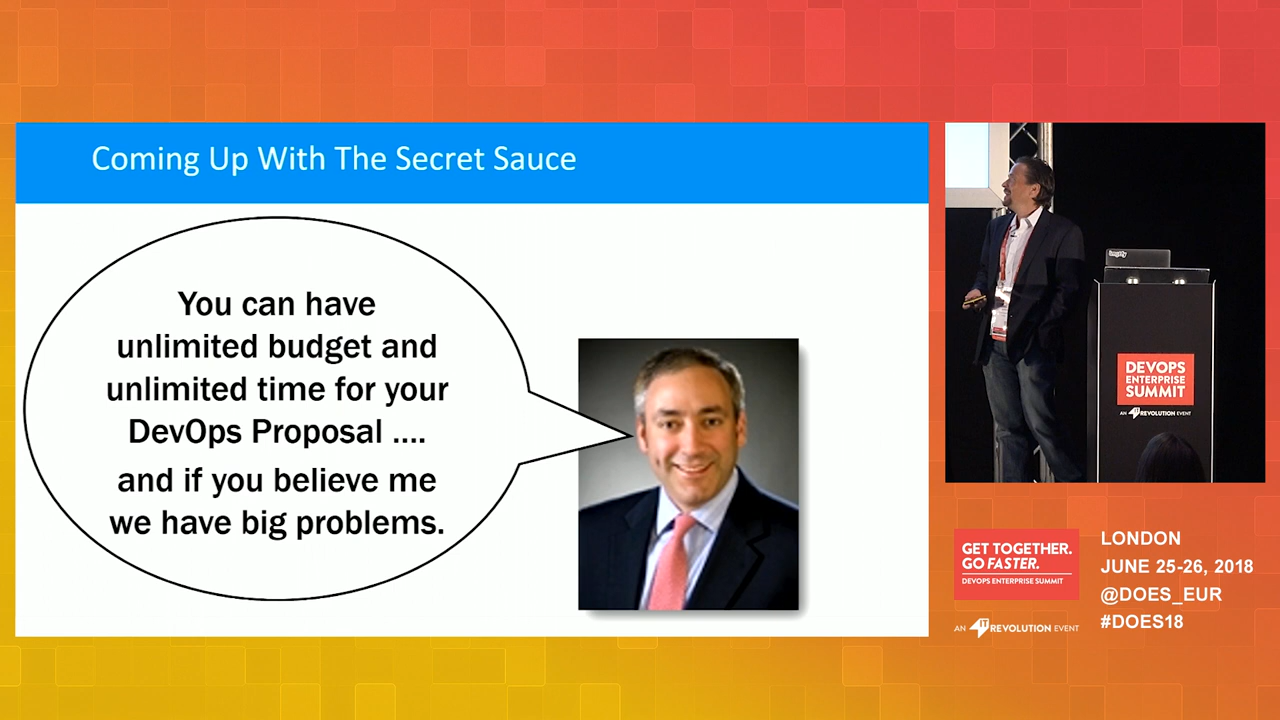 Coming Up With The Secret Sauce
You can have
unlimited budget and
unlimited time for your
DevOps Proposal ....
and if you believe me
we have big problems.
DEVOPS
ENTERPRISE
SUMMIT
AN IT REVOLUTION EVENT
GET TOGETHER.
GO FASTER.
DEVOPS ENTERPRISE SUMMIT
AN IT REVOLUTION EVENT
LONDON
JUNE 25-26, 2018
@DOES_EUR
#DOES18